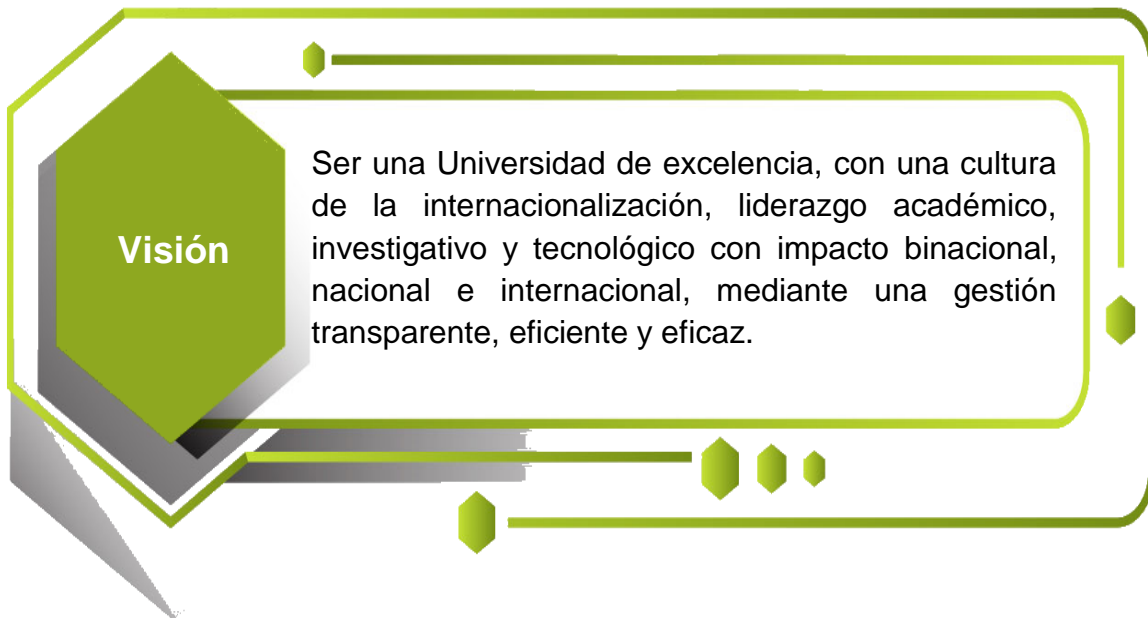 Visión
Ser una Universidad de excelencia, con una cultura
de la internacionalización, liderazgo académico,
investigativo y tecnológico con impacto binacional,
nacional e internacional, mediante una gestión
transparente, eficiente y eficaz.